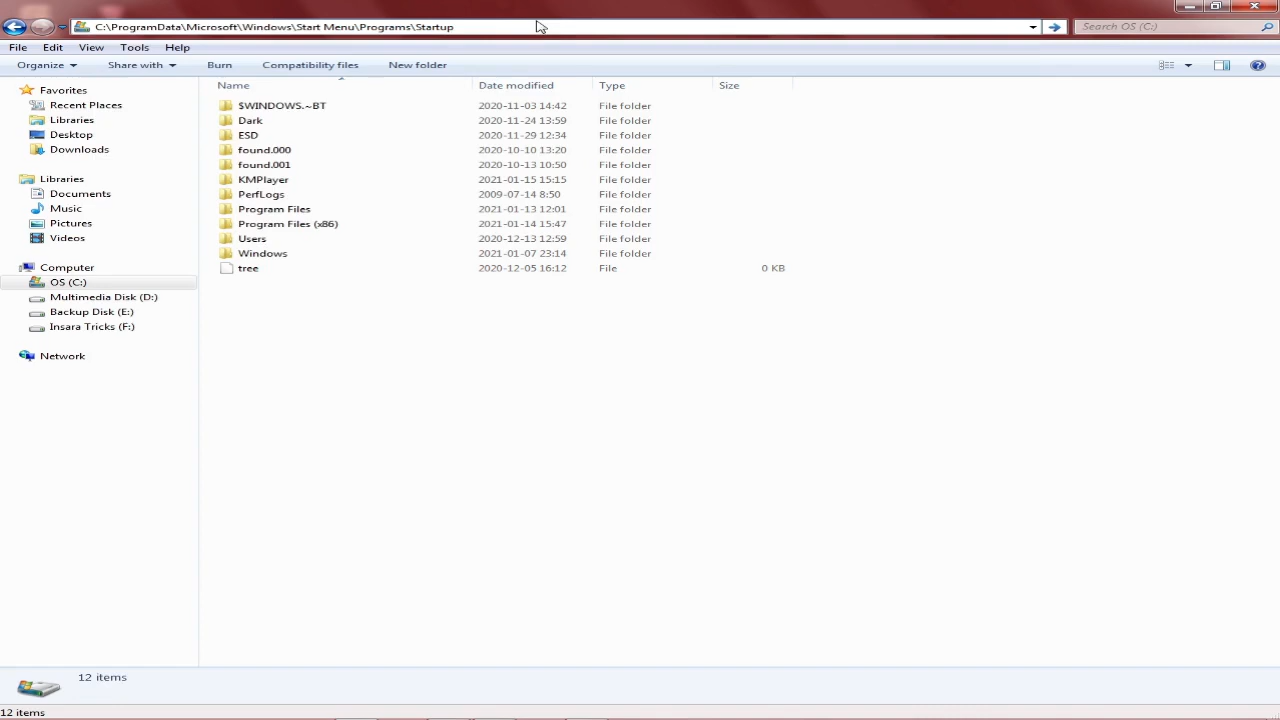 C:\ProgramData\Microsoft\Windows\Start Menu\Programs\Startup
Search OS (C:)
File Edit View Tools Help
Organize Share with Burn Compatibility files New folder
Favorites
Recent Places
Libraries
Desktop
Downloads
Libraries
Documents
Music
Pictures
Videos
Computer
OS (C:)
Multimedia Disk (D:)
Backup Disk (E:)
Insara Tricks (F:)
Network
Name Date modified Type Size
$WINDOWS.~BT 2020-11-03 14:42 File folder
Dark 2020-11-24 13:59 File folder
ESD 2020-11-29 12:34 File folder
found.000 2020-10-10 13:20 File folder
found.001 2020-10-13 10:50 File folder
KMPlayer 2021-01-15 15:15 File folder
PerfLogs 2009-07-14 8:50 File folder
Program Files 2021-01-13 12:01 File folder
Program Files (x86) 2021-01-14 15:47 File folder
Users 2020-12-13 12:59 File folder
Windows 2021-01-07 23:14 File folder
tree 2020-12-05 16:12 File 0 KB
12 items
12 items